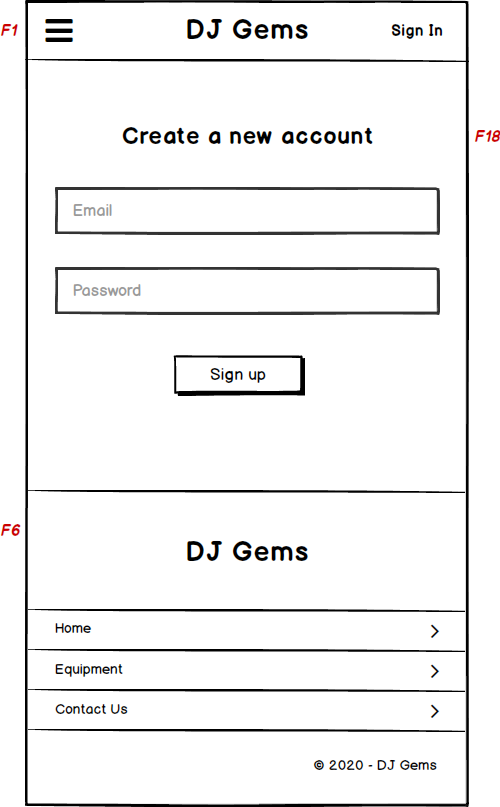 F1
DJ Gems
Sign In
Create a new account
F18
Email
Password
Sign up
F6
DJ Gems
Home
Equipment
Contact Us
© 2020 - DJ Gems